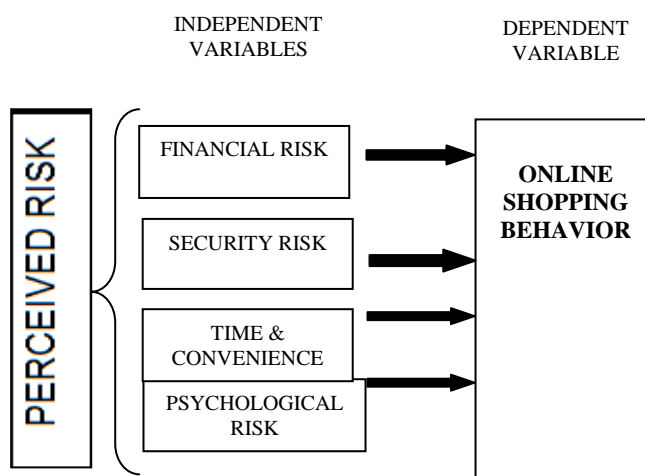 INDEPENDENT
VARIABLES
DEPENDENT
VARIABLE
PERCEIVED RISK
FINANCIAL RISK
SECURITY RISK
TIME &
CONVENIENCE
PSYCHOLOGICAL
RISK
ONLINE
SHOPPING
BEHAVIOR